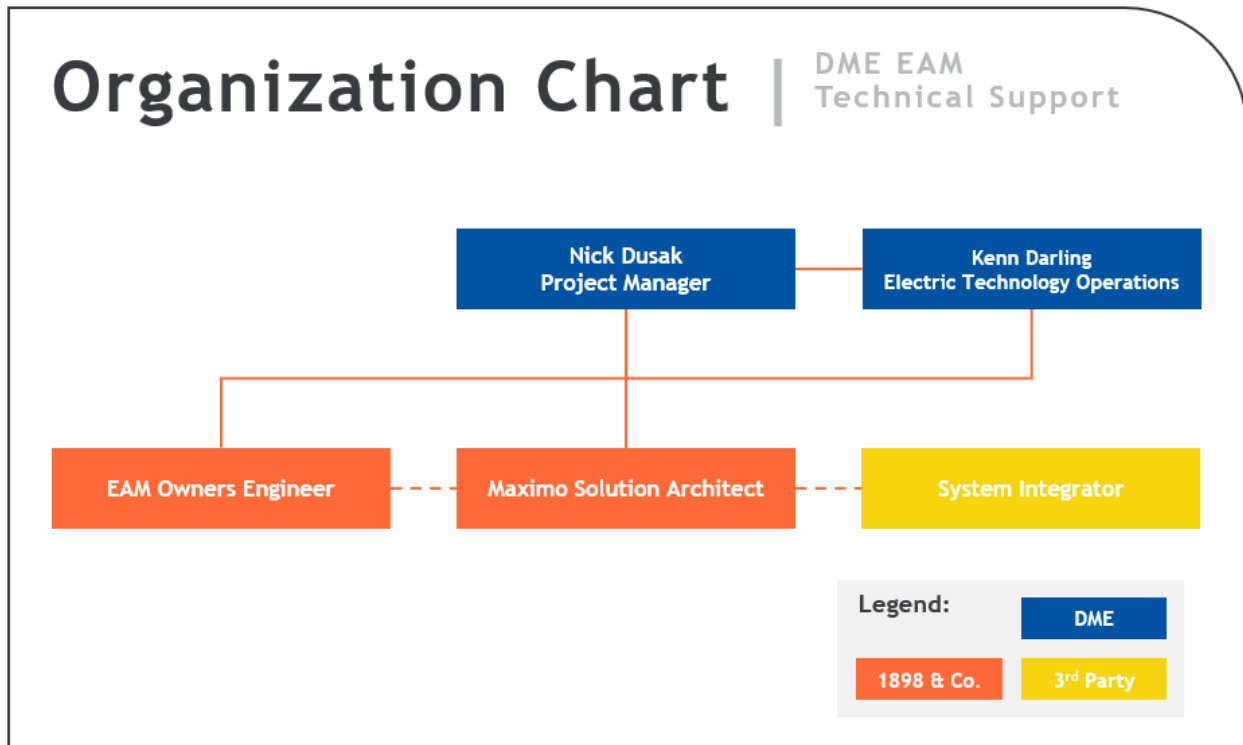 Organization Chart
DME EAM
Technical Support
Nick Dusak
Project Manager
Kenn Darling
Electric Technology Operations
EAM Owners Engineer
Maximo Solution Architect
System Integrator
Legend:
DME
1898 & Co.
3rd Party